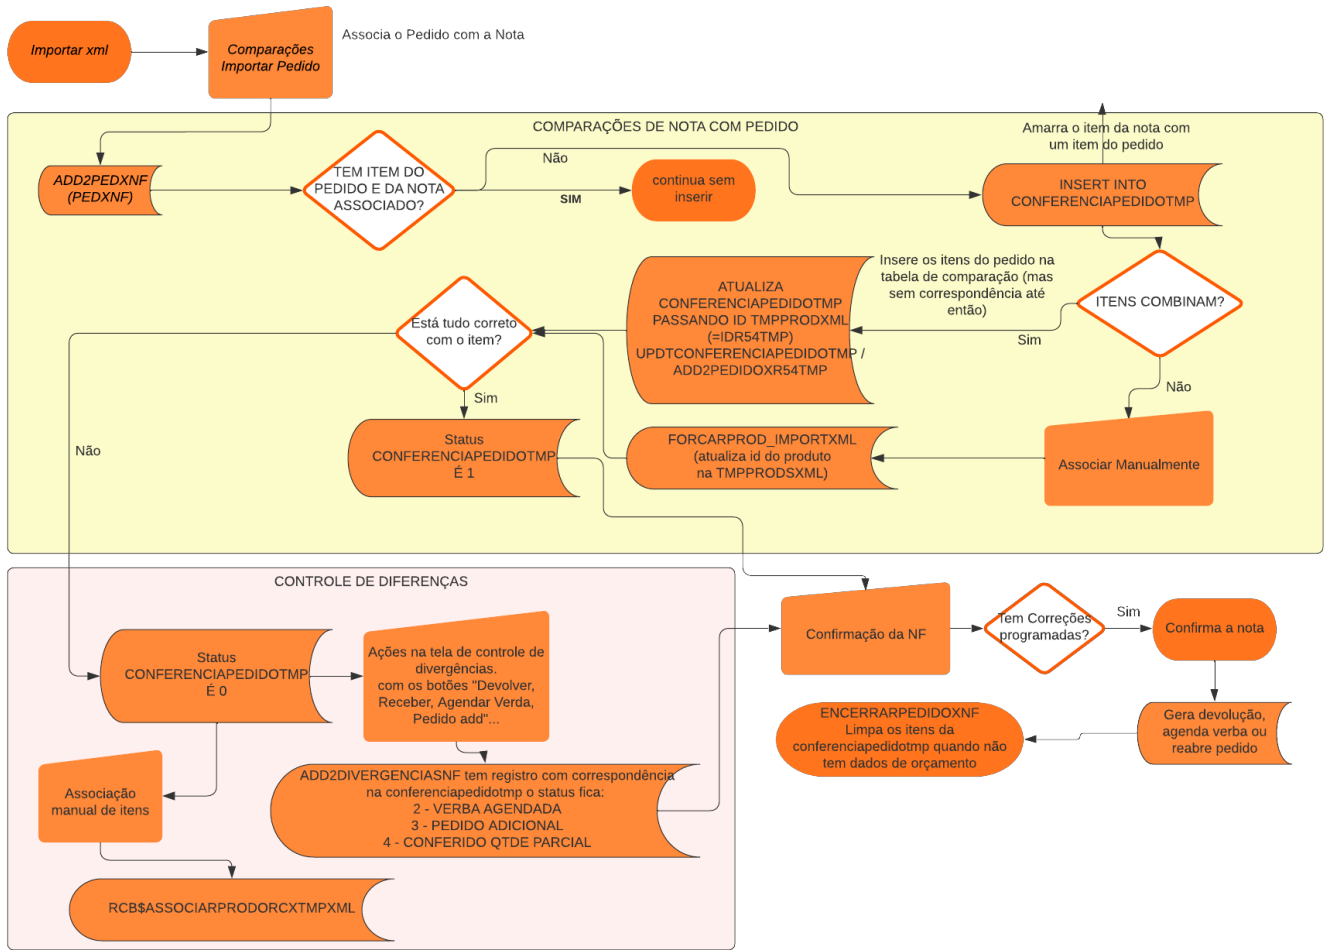 Importar xml
Comparações
Importar Pedido
Associa o Pedido com a Nota
COMPARAÇÕES DE NOTA COM PEDIDO
ADD2PEDXNF
(PEDXNF)
TEM ITEM DO
PEDIDO E DA NOTA
ASSOCIADO?
Não
SIM
continua sem
inserir
Amarra o item da nota com
um item do pedido
INSERT INTO
CONFERENCIAPEDIDOTMP
Insere os itens do pedido na
tabela de comparação (mas
sem correspondência até
então)
ITENS COMBINAM?
Sim
Não
ATUALIZA
CONFERENCIAPEDIDOTMP
PASSANDO ID TMPPRODXML
(=IDR54TMP)
UPDTCONFERENCIAPEDIDOTMP /
ADD2PEDIDOXR54TMP
Está tudo correto
com o item?
Sim
Não
Status
CONFERENCIAPEDIDOTMP
É 1
FORCARPROD_IMPORTXML
(atualiza id do produto
na TMPPRODSXML)
Associar Manualmente
CONTROLE DE DIFERENÇAS
Status
CONFERENCIAPEDIDOTMP
É 0
Ações na tela de controle de
divergências.
com os botões "Devolver,
Receber, Agendar Verda,
Pedido add"...
Associação
manual de itens
ADD2DIVERGENCIASNF tem registro com correspondência
na conferenciapedidotmp o status fica:
2 - VERBA AGENDADA
3 - PEDIDO ADICIONAL
4 - CONFERIDO QTDE PARCIAL
RCB$ASSOCIARPRODORCXTMPXML
Confirmação da NF
Tem Correções
programadas?
Sim
Confirma a nota
Gera devolução,
agenda verba ou
reabre pedido
ENCERRARPEDIDOXNF
Limpa os itens da
conferenciapedidotmp quando não
tem dados de orçamento